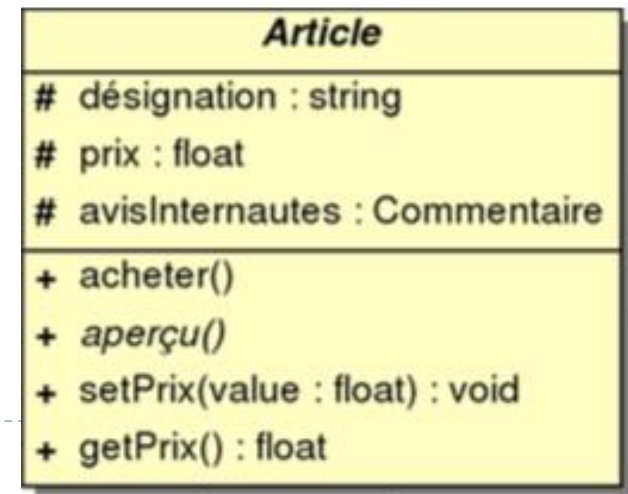 Article
# désignation : string
# prix : float
# avisInternautes : Commentaire
+ acheter()
+ aperçu()
+ setPrix(value : float) : void
+ getPrix() : float